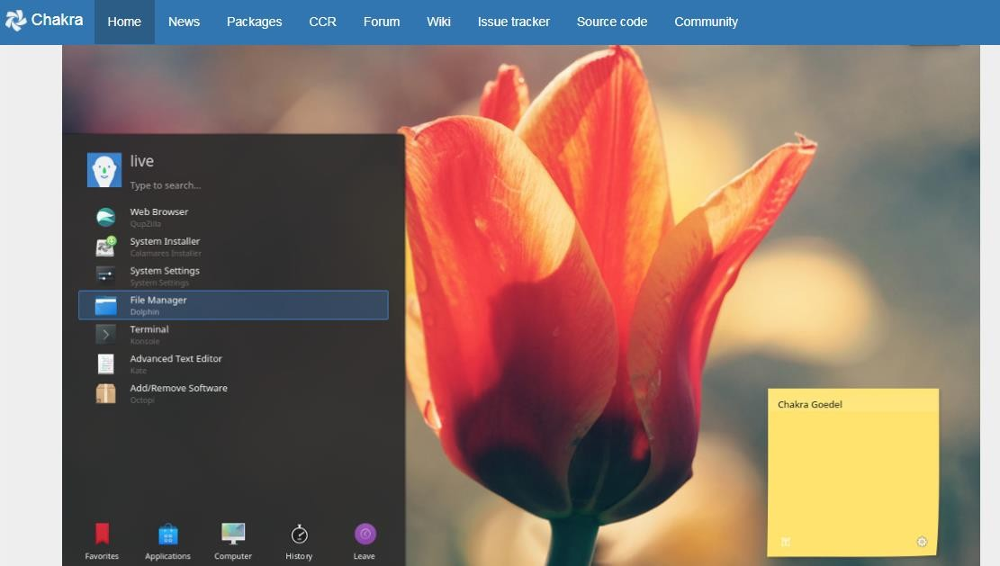 Chakra Home News Packages CCR Forum Wiki Issue tracker Source code Community
live
Type to search...
Web Browser
QupZilla
System Installer
Calamares Installer
System Settings
System Settings
File Manager
Dolphin
Terminal
Konsole
Advanced Text Editor
Kate
Add/Remove Software
Octopi
Chakra Goedel
Favorites Applications Computer History Leave